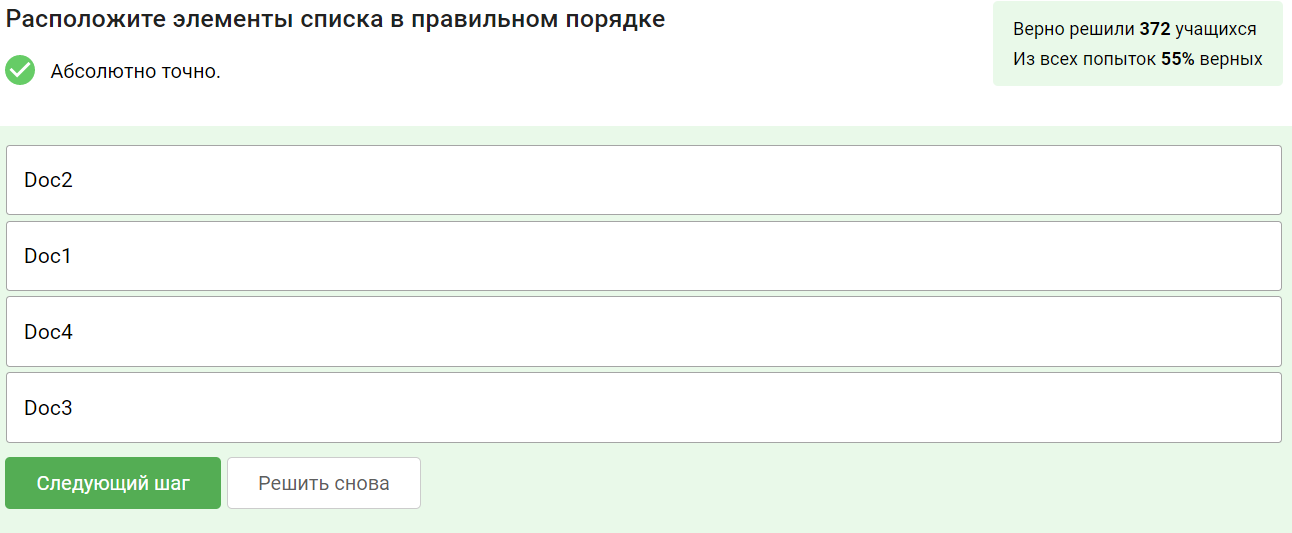 Расположите элементы списка в правильном порядке
Верно решили 372 учащихся
Из всех попыток 55% верных
Абсолютно точно.
Doc2
Doc1
Doc4
Doc3
Следующий шаг
Решить снова